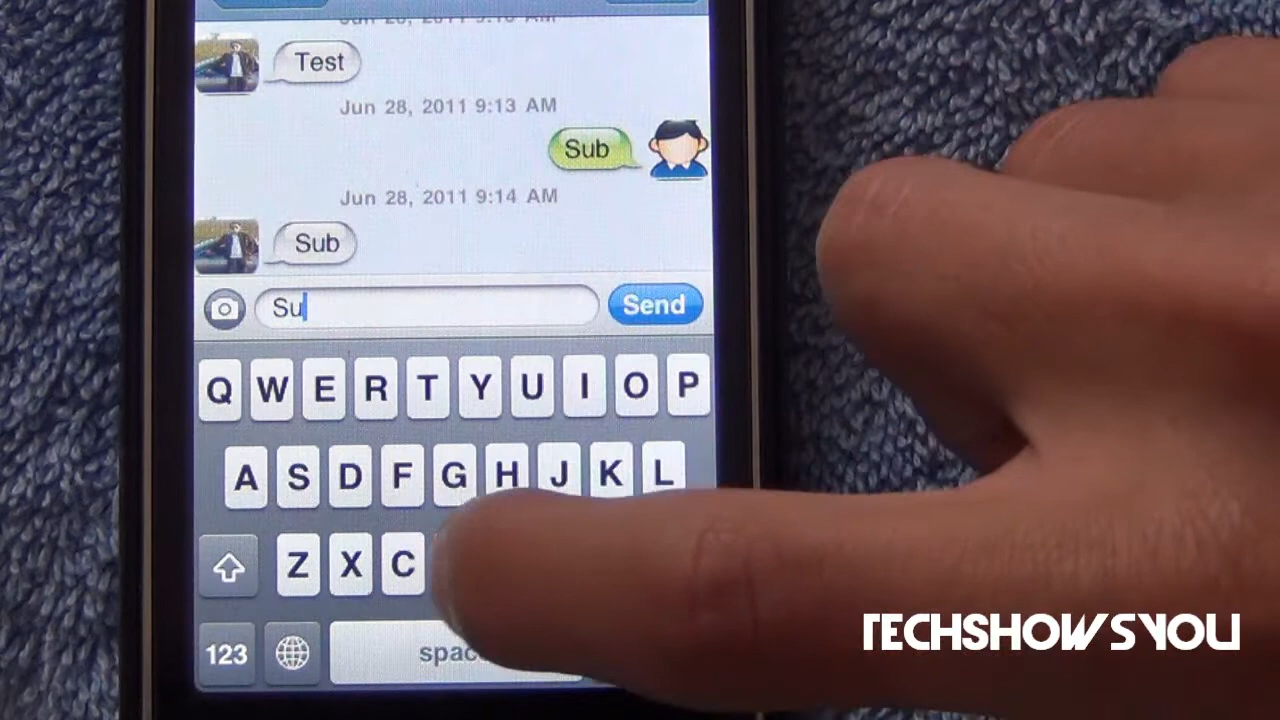 Test
Jun 28, 2011 9:13 AM
Sub
Jun 28, 2011 9:14 AM
Sub
Su
Send
Q W E R T Y U I O P
A S D F G H J K L
Z X C
123
TECHSHOWSYOU